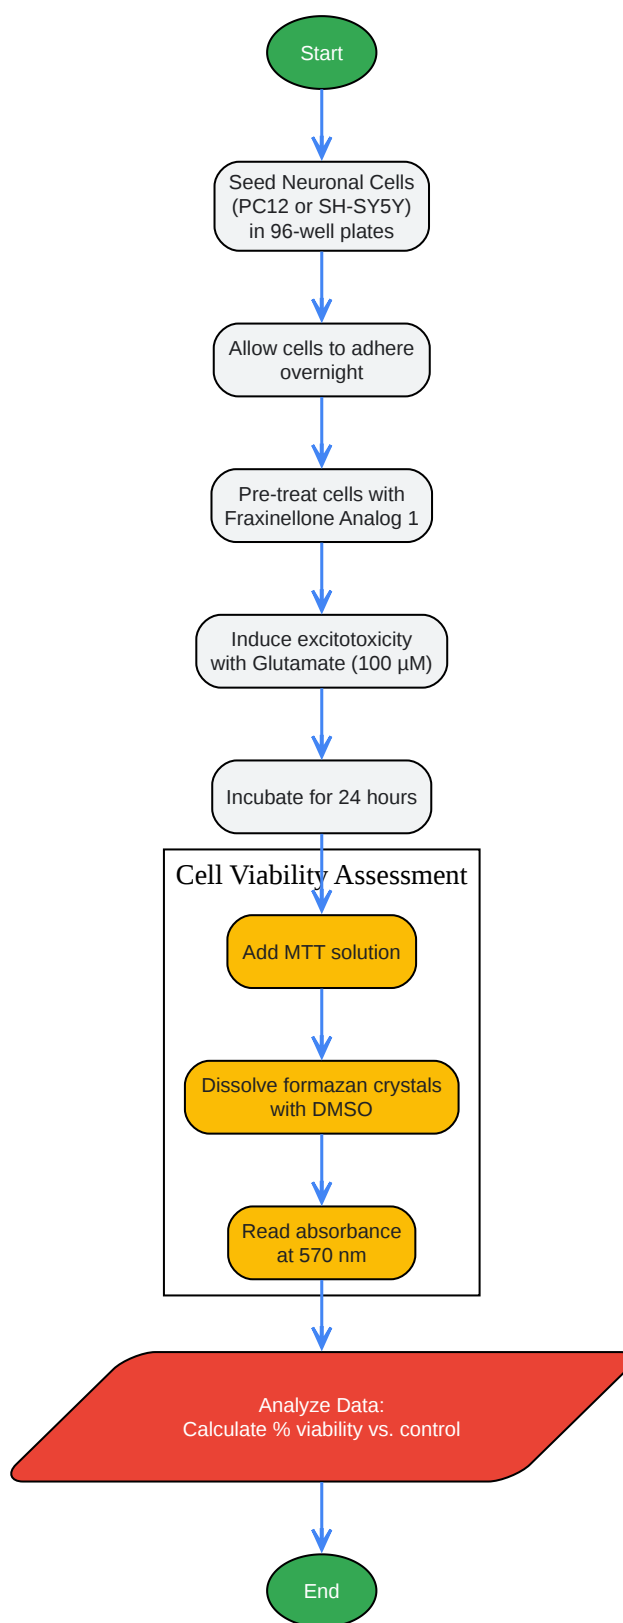 Start
Seed Neuronal Cells
(PC12 or SH-SY5Y)
in 96-well plates
Allow cells to adhere
overnight
Pre-treat cells with
Fraxinellone Analog 1
Induce excitotoxicity
with Glutamate (100 µM)
Incubate for 24 hours
Cell Viability Assessment
Add MTT solution
Dissolve formazan crystals
with DMSO
Read absorbance
at 570 nm
Analyze Data:
Calculate % viability vs. control
End